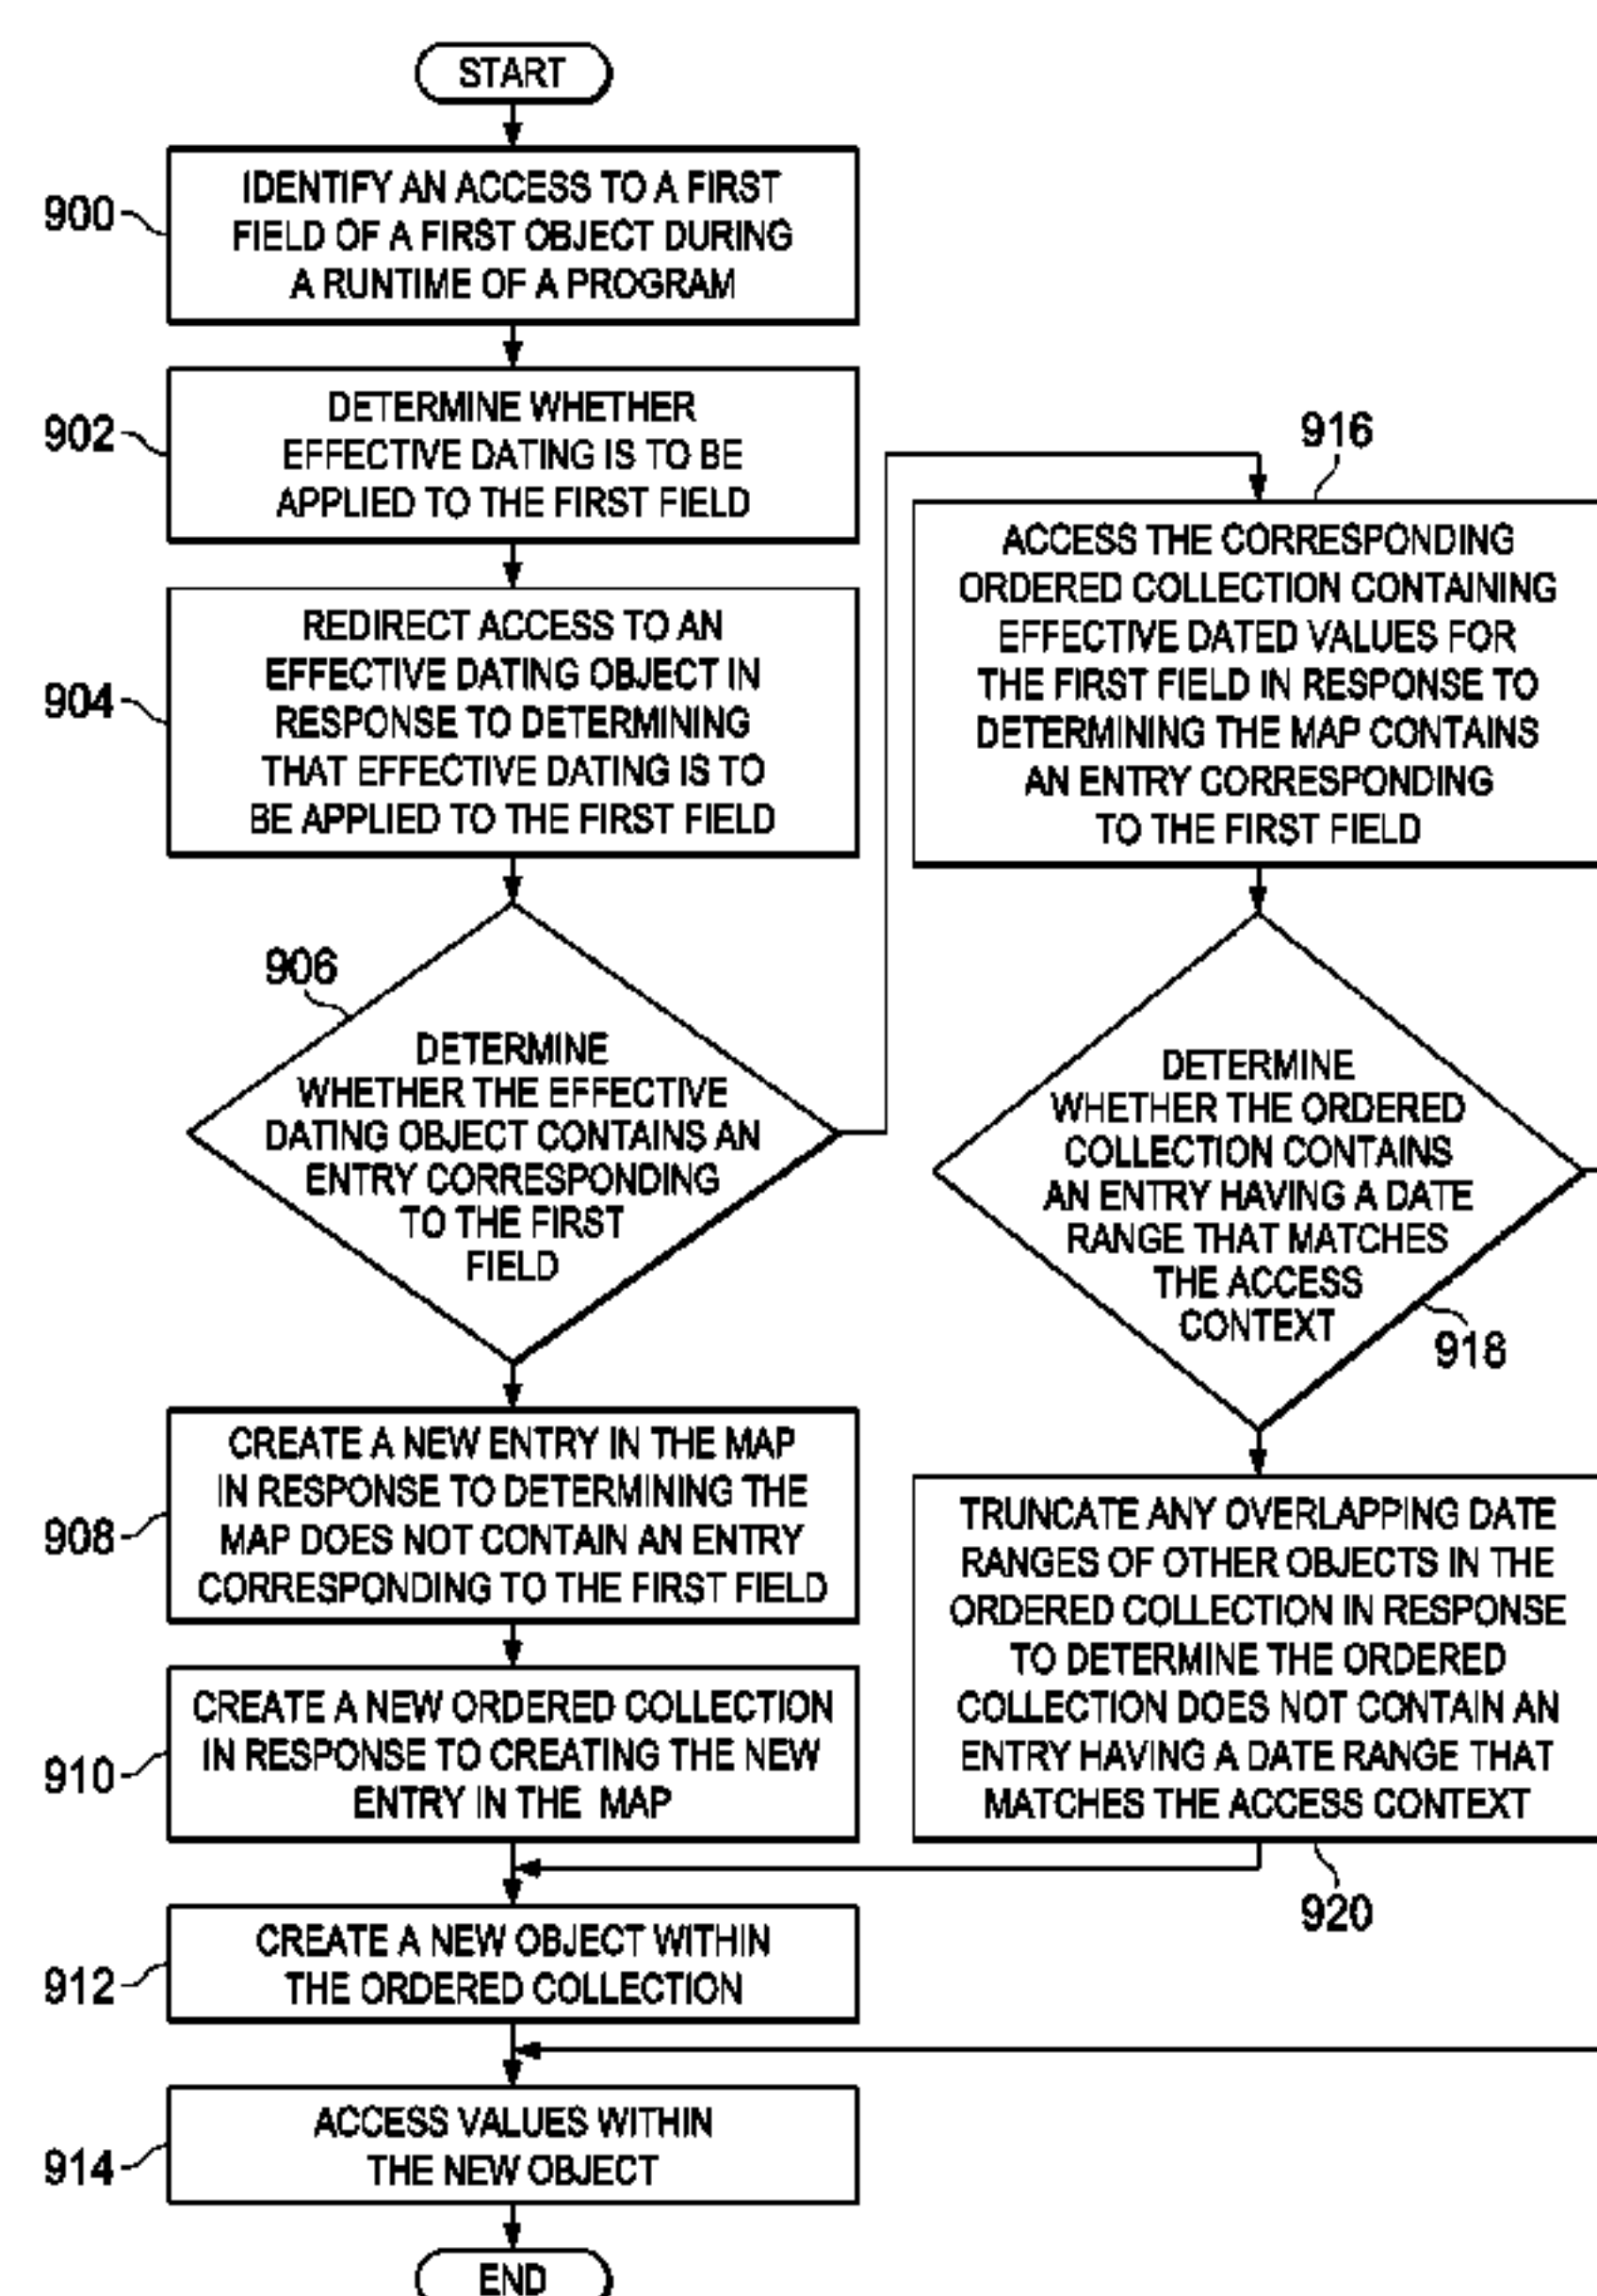 START
900
IDENTIFY AN ACCESS TO A FIRST
FIELD OF A FIRST OBJECT DURING
A RUNTIME OF A PROGRAM
902
DETERMINE WHETHER
EFFECTIVE DATING IS TO BE
APPLIED TO THE FIRST FIELD
904
REDIRECT ACCESS TO AN
EFFECTIVE DATING OBJECT IN
RESPONSE TO DETERMINING
THAT EFFECTIVE DATING IS TO
BE APPLIED TO THE FIRST FIELD
906
DETERMINE
WHETHER THE EFFECTIVE
DATING OBJECT CONTAINS AN
ENTRY CORRESPONDING
TO THE FIRST
FIELD
908
CREATE A NEW ENTRY IN THE MAP
IN RESPONSE TO DETERMINING THE
MAP DOES NOT CONTAIN AN ENTRY
CORRESPONDING TO THE FIRST FIELD
910
CREATE A NEW ORDERED COLLECTION
IN RESPONSE TO CREATING THE NEW
ENTRY IN THE MAP
912
CREATE A NEW OBJECT WITHIN
THE ORDERED COLLECTION
914
ACCESS VALUES WITHIN
THE NEW OBJECT
END
916
ACCESS THE CORRESPONDING
ORDERED COLLECTION CONTAINING
EFFECTIVE DATED VALUES FOR
THE FIRST FIELD IN RESPONSE TO
DETERMINING THE MAP CONTAINS
AN ENTRY CORRESPONDING
TO THE FIRST FIELD
DETERMINE
WHETHER THE ORDERED
COLLECTION CONTAINS
AN ENTRY HAVING A DATE
RANGE THAT MATCHES
THE ACCESS
CONTEXT
918
TRUNCATE ANY OVERLAPPING DATE
RANGES OF OTHER OBJECTS IN THE
ORDERED COLLECTION IN RESPONSE
TO DETERMINE THE ORDERED
COLLECTION DOES NOT CONTAIN AN
ENTRY HAVING A DATE RANGE THAT
MATCHES THE ACCESS CONTEXT
920